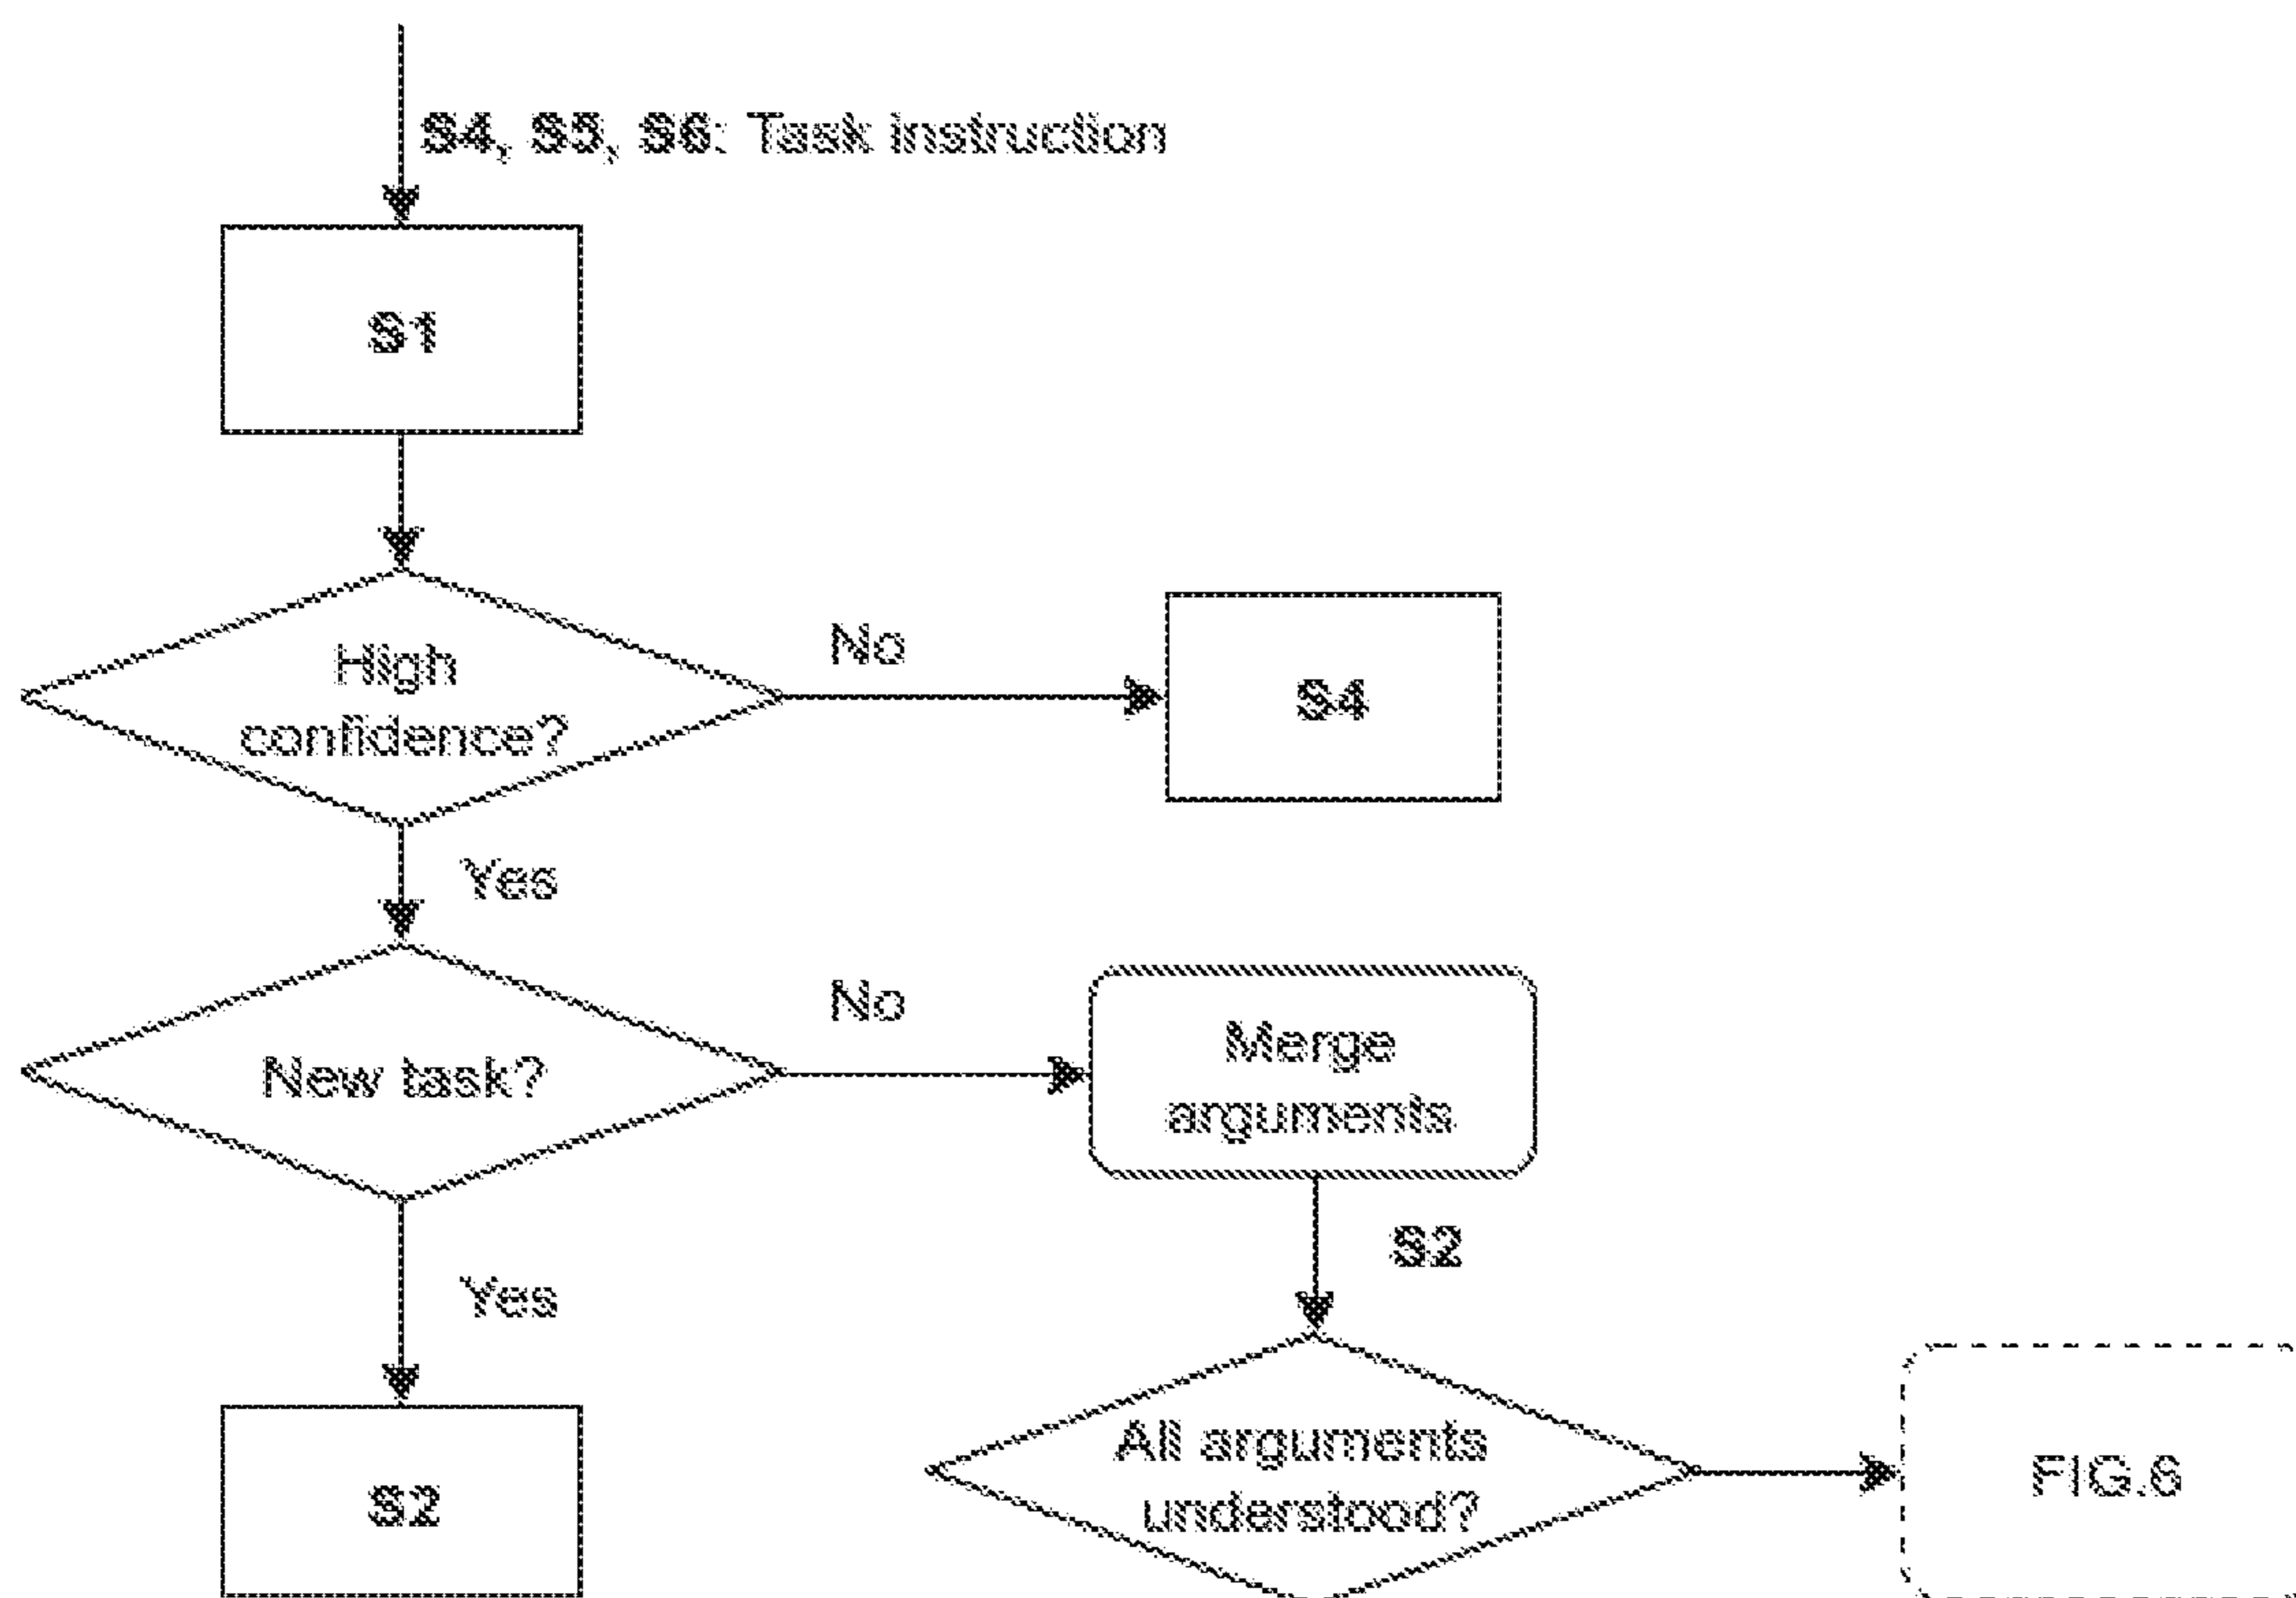 S4, S5, S6: Task instruction
S1
High
confidence?
No
S4
Yes
New task?
No
Merge
arguments
S2
Yes
All arguments
understood?
FIG.6
S2